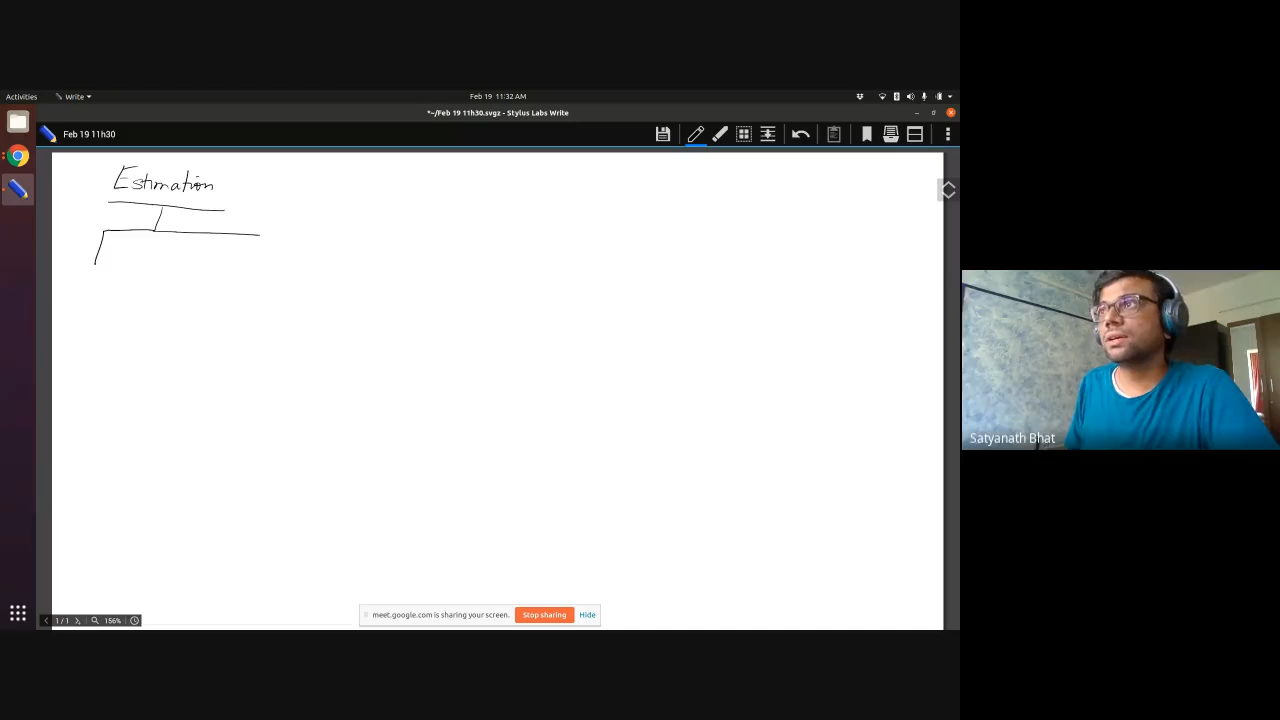 Activities
Write
Feb 19 11:32 AM
*~/Feb 19 11h30.svgz - Stylus Labs Write
Feb 19 11h30
Estimation
Satyanath Bhat
meet.google.com is sharing your screen.
Stop sharing
Hide
1 / 1
156%